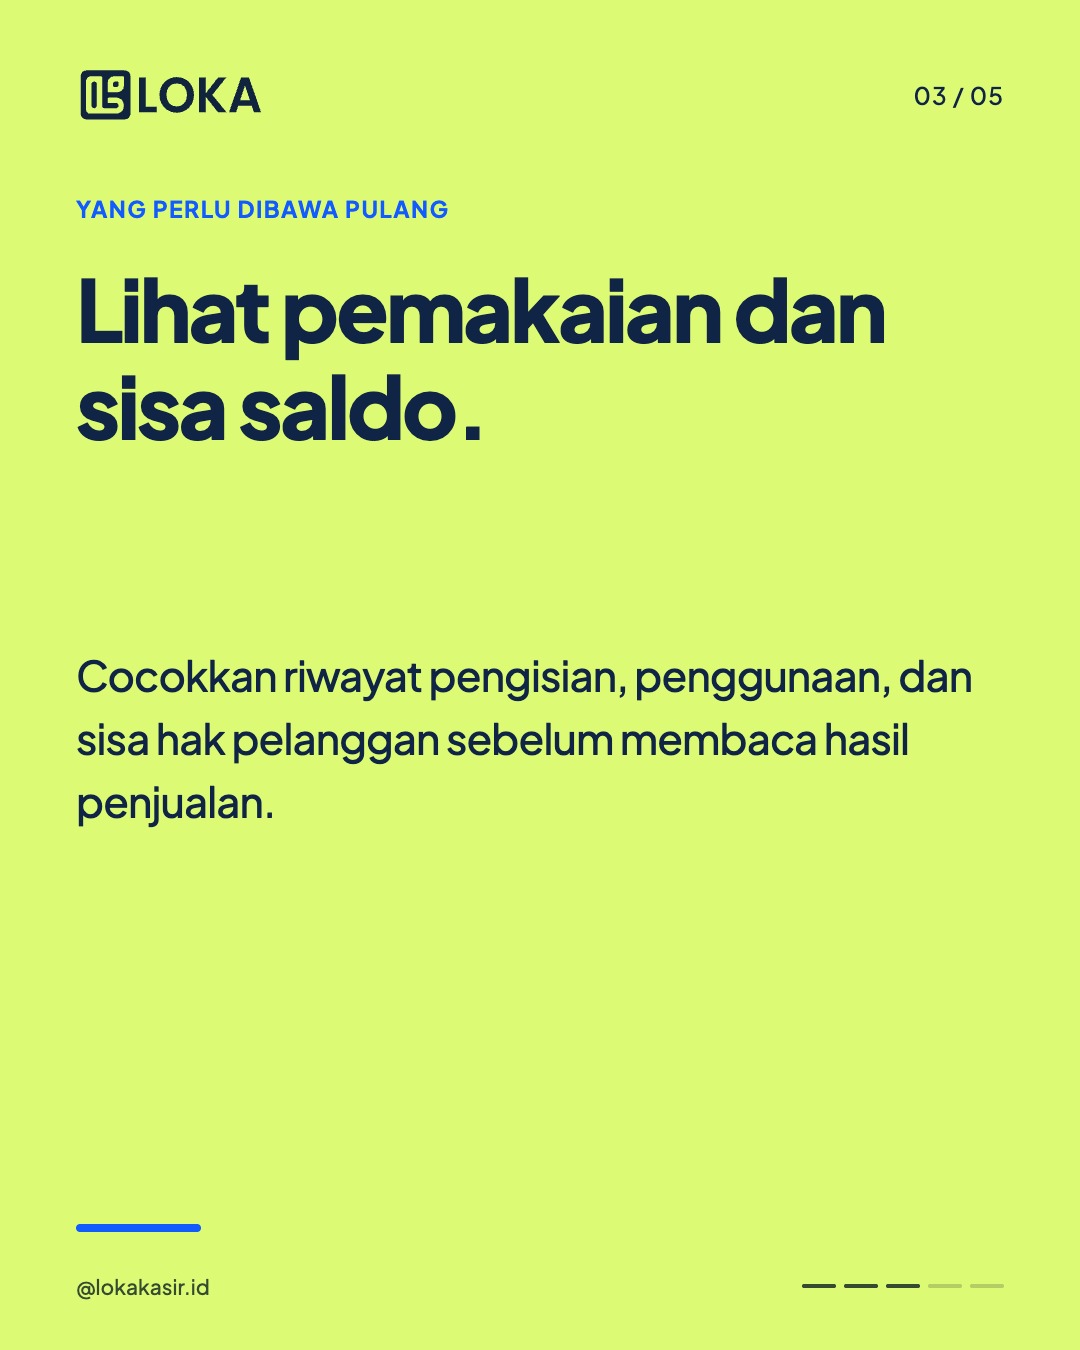 LOKA
03 / 05
YANG PERLU DIBAWA PULANG
Lihat pemakaian dan
sisa saldo.
Cocokkan riwayat pengisian, penggunaan, dan
sisa hak pelanggan sebelum membaca hasil
penjualan.
@lokakasir.id